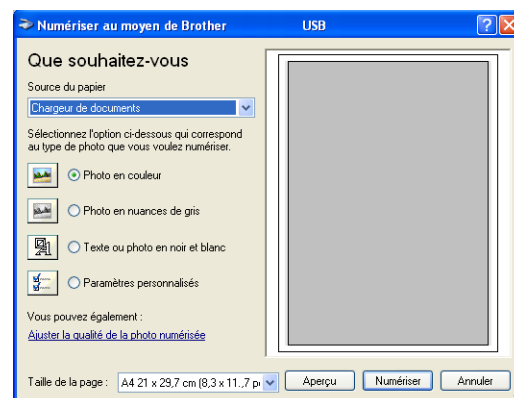 Numériser au moyen de Brother USB
Que souhaitez-vous
Source du papier
Chargeur de documents
Sélectionnez l'option ci-dessous qui correspond
au type de photo que vous voulez numériser.
Photo en couleur
Photo en nuances de gris
Texte ou photo en noir et blanc
Paramètres personnalisés
Vous pouvez également :
Ajuster la qualité de la photo numérisée
Taille de la page : A4 21 x 29,7 cm (8,3 x 11.,7 p Aperçu Numériser Annuler